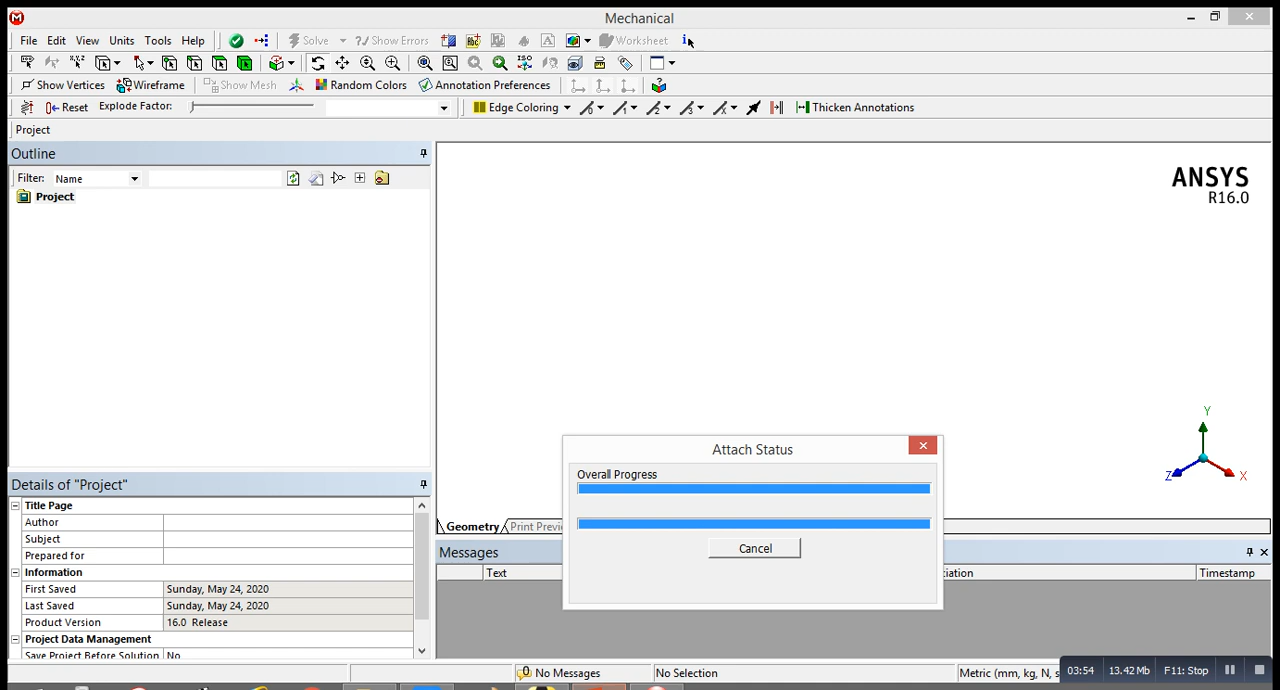 Mechanical
File Edit View Units Tools Help Solve ?/ Show Errors Worksheet
Show Vertices Wireframe Show Mesh Random Colors Annotation Preferences
Reset Explode Factor: Edge Coloring Thicken Annotations
Project
Outline
Filter: Name
Project
ANSYS
R16.0
Y
Z X
Attach Status
Overall Progress
Cancel
Details of "Project"
Title Page
Author
Subject
Prepared for
Information
First Saved Sunday, May 24, 2020
Last Saved Sunday, May 24, 2020
Product Version 16.0 Release
Project Data Management
Save Project Before Solution No
Geometry Print Previ
Messages
Text iation Timestamp
No Messages No Selection Metric (mm, kg, N, s
03:54 13.42 Mb F11: Stop